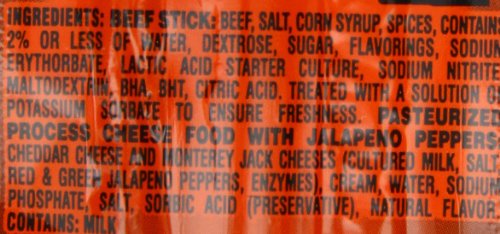 INGREDIENTS: BEEF STICK: BEEF, SALT, CORN SYRUP, SPICES, CONTAIN
2% OR LESS OF WATER, DEXTROSE, SUGAR, FLAVORINGS, SODIUM
ERYTHORBATE, LACTIC ACID STARTER CULTURE, SODIUM NITRITE
MALTODEXTRIN, BHA, BHT, CITRIC ACID. TREATED WITH A SOLUTION O
POTASSIUM SORBATE TO ENSURE FRESHNESS. PASTEURIZED
PROCESS CHEESE FOOD WITH JALAPENO PEPPERS
CHEDDAR CHEESE AND MONTEREY JACK CHEESES (CULTURED MILK, SALT
RED & GREEN JALAPENO PEPPERS, ENZYMES), CREAM, WATER, SODIUM
PHOSPHATE, SALT, SORBIC ACID (PRESERVATIVE), NATURAL FLAVOR.
CONTAINS: MILK